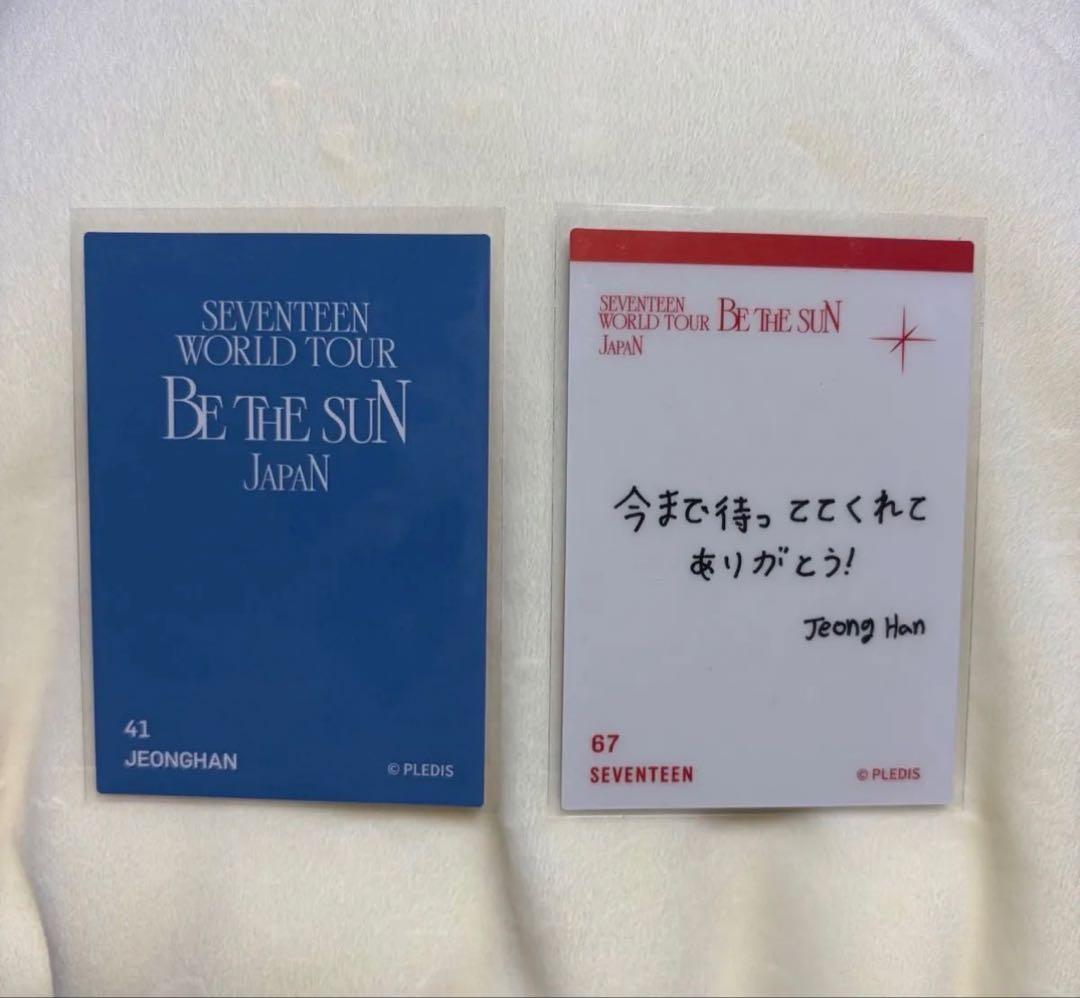 SEVENTEEN
WORLD TOUR
BE THE SUN
JAPAN
41
JEONGHAN
© PLEDIS
SEVENTEEN
WORLD TOUR BE THE SUN
JAPAN
今まで待っててくれて
ありがとう!
Jeong Han
67
SEVENTEEN
© PLEDIS